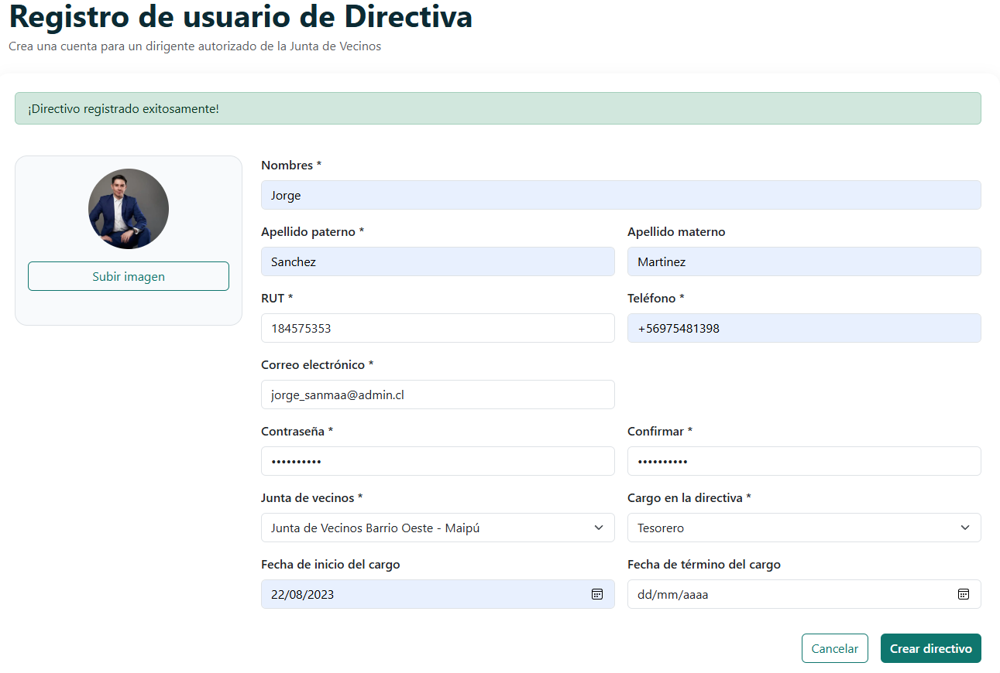 Registro de usuario de Directiva
Crea una cuenta para un dirigente autorizado de la Junta de Vecinos
¡Directivo registrado exitosamente!
Subir imagen
Nombres *
Jorge
Apellido paterno * Apellido materno
Sanchez Martinez
RUT * Teléfono *
184575353 +56975481398
Correo electrónico *
jorge_sanmaa@admin.cl
Contraseña * Confirmar *
•••••••••• ••••••••••
Junta de vecinos * Cargo en la directiva *
Junta de Vecinos Barrio Oeste - Maipú Tesorero
Fecha de inicio del cargo Fecha de término del cargo
22/08/2023 dd/mm/aaaa
Cancelar Crear directivo